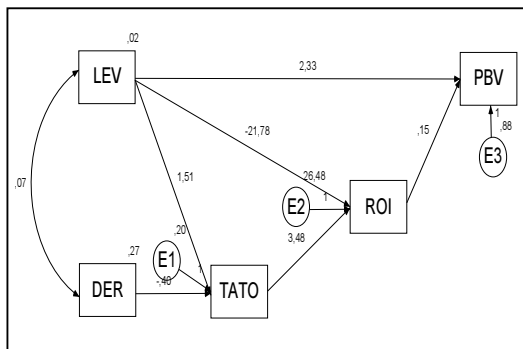 ,02
LEV
2,33
PBV
-21,78
,15
1
,88
E3
,07
1,51
26,48
E2
1
ROI
,20
3,48
E1
,27
1
DER
-,40
TATO